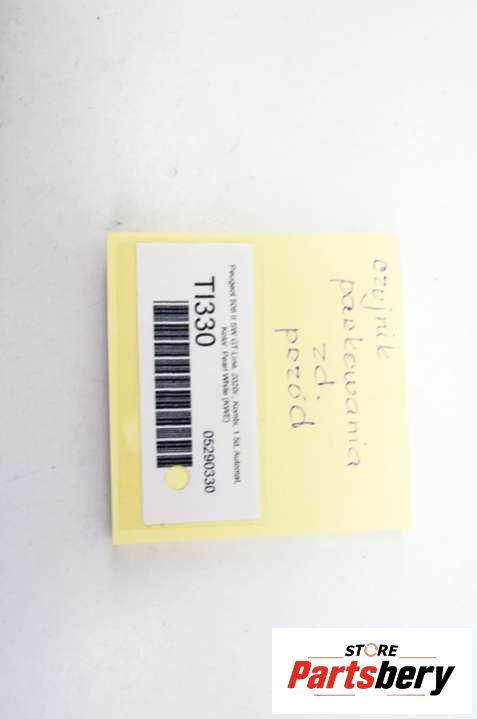 czujnik
parkowania
zd.
przód
Peugeot 508 II SW GT-Line, 2020r., Kombi, 1.5d, Automat,
Kolor: Pearl White (KWE)
TI330
05290330
STORE
Partsbery